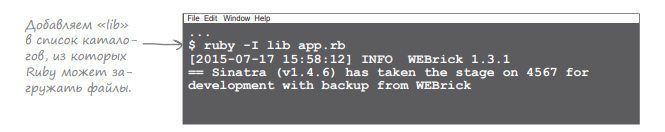 Добавляем «lib»
в список катало-
гов, из которых
Ruby может за-
гружать файлы.
File Edit Window Help
...
$ ruby -I lib app.rb
[2015-07-17 15:58:12] INFO  WEBrick 1.3.1
== Sinatra (v1.4.6) has taken the stage on 4567 for
development with backup from WEBrick